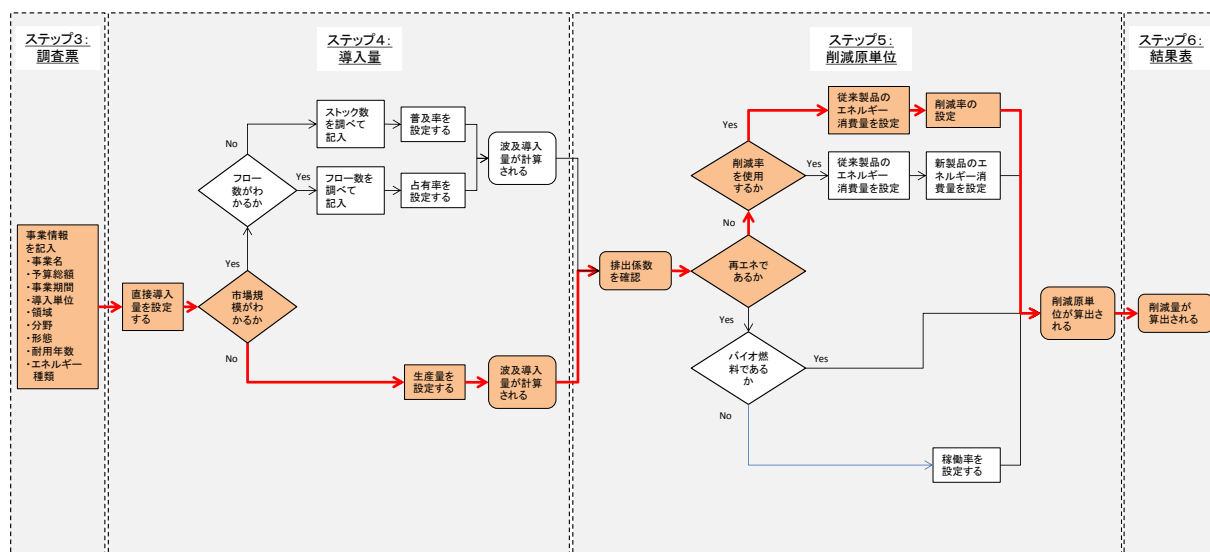 ステップ3：
調査票
事業情報
を記入
・事業名
・予算総額
・事業期間
・導入単位
・領域
・分野
・形態
・耐用年数
・エネルギー
種類
ステップ4：
導入量
直接導入
量を設定
する
市場規
模がわ
かるか
Yes
No
フロー
数がわ
かるか
No
Yes
ストック数
を調べて
記入
普及率を
設定する
フロー数を
調べて
記入
占有率を
設定する
波及導入
量が計算
される
生産量を
設定する
波及導入
量が計算
される
ステップ5：
削減原単位
排出係数
を確認
再エネで
あるか
No
Yes
削減率
を使用
するか
Yes
Yes
従来製品の
エネルギー
消費量を設定
削減率の
設定
従来製品の
エネルギー
消費量を設定
新製品のエ
ネルギー消
費量を設定
バイオ燃
料である
か
Yes
No
稼働率を
設定する
削減原単
位が算出さ
れる
ステップ6：
結果表
削減量が
算出される